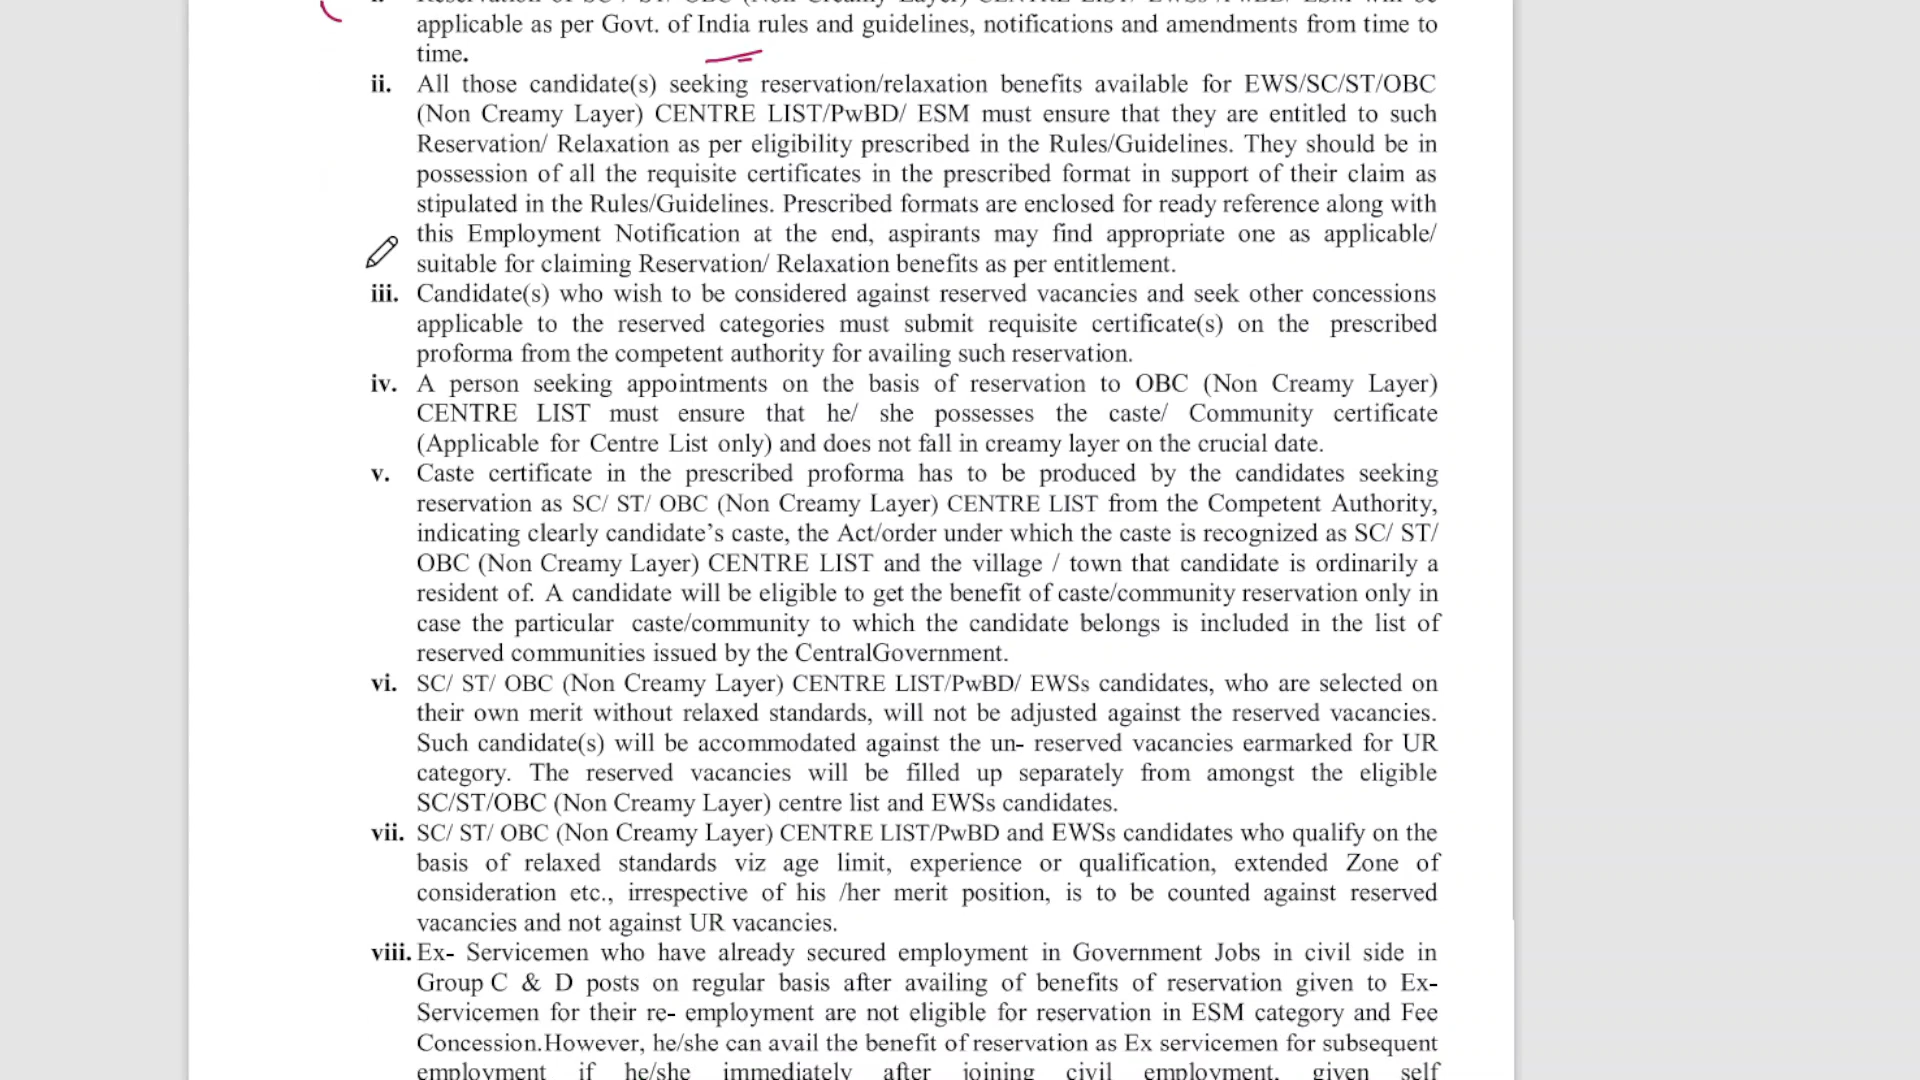 applicable as per Govt. of India rules and guidelines, notifications and amendments from time to
time.
ii. All those candidate(s) seeking reservation/relaxation benefits available for EWS/SC/ST/OBC
(Non Creamy Layer) CENTRE LIST/PwBD/ ESM must ensure that they are entitled to such
Reservation/ Relaxation as per eligibility prescribed in the Rules/Guidelines. They should be in
possession of all the requisite certificates in the prescribed format in support of their claim as
stipulated in the Rules/Guidelines. Prescribed formats are enclosed for ready reference along with
this Employment Notification at the end, aspirants may find appropriate one as applicable/
suitable for claiming Reservation/ Relaxation benefits as per entitlement.
iii. Candidate(s) who wish to be considered against reserved vacancies and seek other concessions
applicable to the reserved categories must submit requisite certificate(s) on the prescribed
proforma from the competent authority for availing such reservation.
iv. A person seeking appointments on the basis of reservation to OBC (Non Creamy Layer)
CENTRE LIST must ensure that he/ she possesses the caste/ Community certificate
(Applicable for Centre List only) and does not fall in creamy layer on the crucial date.
v. Caste certificate in the prescribed proforma has to be produced by the candidates seeking
reservation as SC/ ST/ OBC (Non Creamy Layer) CENTRE LIST from the Competent Authority,
indicating clearly candidate’s caste, the Act/order under which the caste is recognized as SC/ ST/
OBC (Non Creamy Layer) CENTRE LIST and the village / town that candidate is ordinarily a
resident of. A candidate will be eligible to get the benefit of caste/community reservation only in
case the particular caste/community to which the candidate belongs is included in the list of
reserved communities issued by the CentralGovernment.
vi. SC/ ST/ OBC (Non Creamy Layer) CENTRE LIST/PwBD/ EWSs candidates, who are selected on
their own merit without relaxed standards, will not be adjusted against the reserved vacancies.
Such candidate(s) will be accommodated against the un- reserved vacancies earmarked for UR
category. The reserved vacancies will be filled up separately from amongst the eligible
SC/ST/OBC (Non Creamy Layer) centre list and EWSs candidates.
vii. SC/ ST/ OBC (Non Creamy Layer) CENTRE LIST/PwBD and EWSs candidates who qualify on the
basis of relaxed standards viz age limit, experience or qualification, extended Zone of
consideration etc., irrespective of his /her merit position, is to be counted against reserved
vacancies and not against UR vacancies.
viii. Ex- Servicemen who have already secured employment in Government Jobs in civil side in
Group C & D posts on regular basis after availing of benefits of reservation given to Ex-
Servicemen for their re- employment are not eligible for reservation in ESM category and Fee
Concession.However, he/she can avail the benefit of reservation as Ex servicemen for subsequent
employment if he/she immediately after joining civil employment, given self